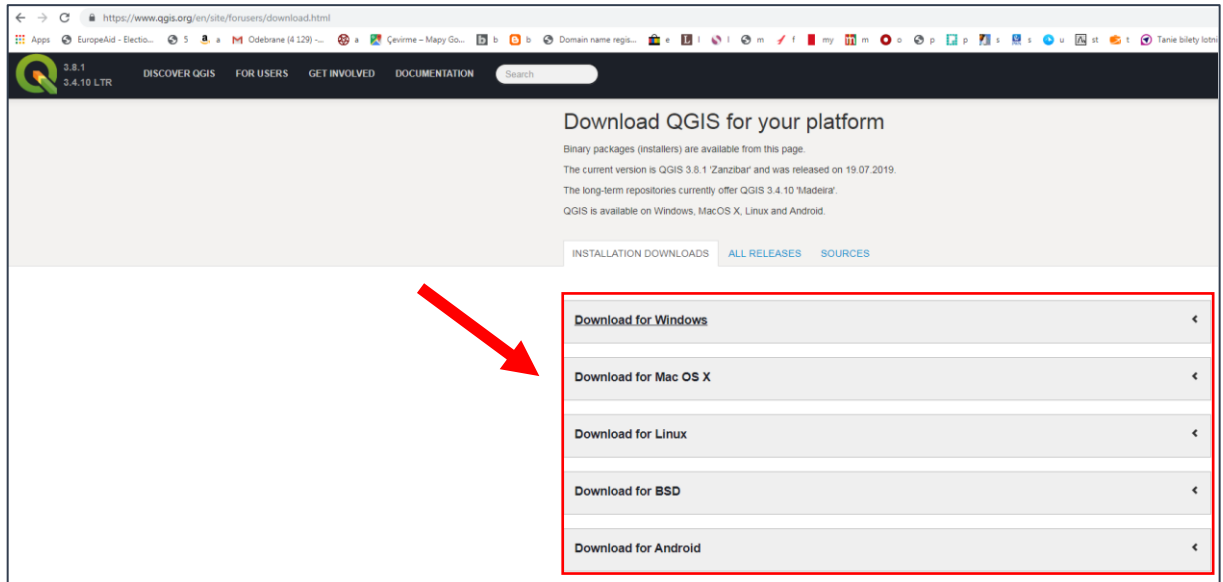 https://www.qgis.org/en/site/forusers/download.html
Apps EuropeAid - Electio... 5 a Odebrane (4 129) -... a Çevirme – Mapy Go... b b Domain name regis... e l l m f my m o p p s s u st t Tanie bilety lotni
3.8.1
3.4.10 LTR
DISCOVER QGIS FOR USERS GET INVOLVED DOCUMENTATION Search
Download QGIS for your platform
Binary packages (installers) are available from this page.
The current version is QGIS 3.8.1 'Zanzibar' and was released on 19.07.2019.
The long-term repositories currently offer QGIS 3.4.10 'Madeira'.
QGIS is available on Windows, MacOS X, Linux and Android.
INSTALLATION DOWNLOADS ALL RELEASES SOURCES
Download for Windows
Download for Mac OS X
Download for Linux
Download for BSD
Download for Android